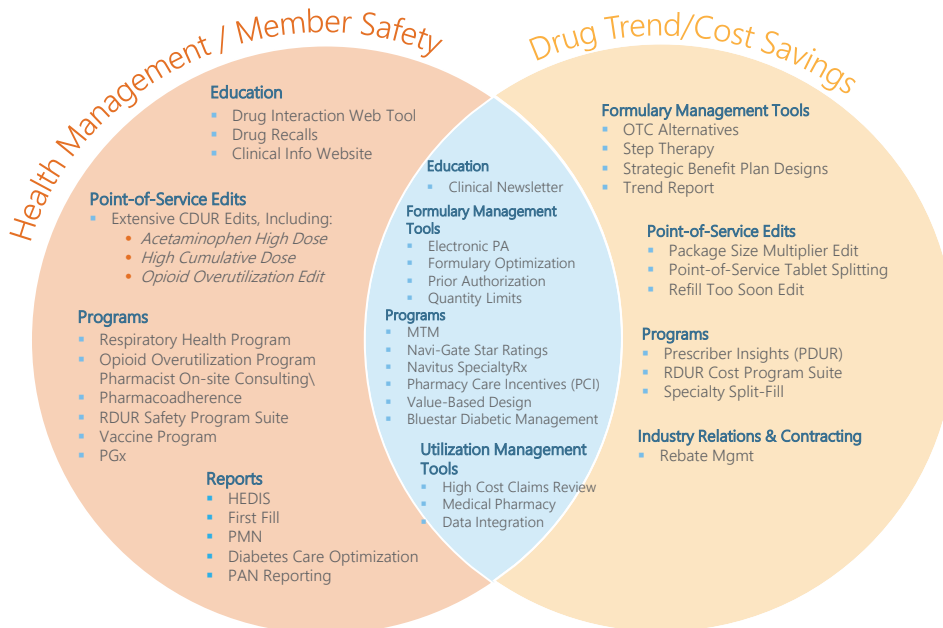 Health Management / Member Safety
Education
Drug Interaction Web Tool
Drug Recalls
Clinical Info Website
Point-of-Service Edits
Extensive CDUR Edits, Including:
Acetaminophen High Dose
High Cumulative Dose
Opioid Overutilization Edit
Programs
Respiratory Health Program
Opioid Overutilization Program
Pharmacist On-site Consulting\
Pharmacoadherence
RDUR Safety Program Suite
Vaccine Program
PGx
Reports
HEDIS
First Fill
PMN
Diabetes Care Optimization
PAN Reporting
Education
Clinical Newsletter
Formulary Management
Tools
Electronic PA
Formulary Optimization
Prior Authorization
Quantity Limits
Programs
MTM
Navi-Gate Star Ratings
Navitus SpecialtyRx
Pharmacy Care Incentives (PCI)
Value-Based Design
Bluestar Diabetic Management
Utilization Management
Tools
High Cost Claims Review
Medical Pharmacy
Data Integration
Drug Trend/Cost Savings
Formulary Management Tools
OTC Alternatives
Step Therapy
Strategic Benefit Plan Designs
Trend Report
Point-of-Service Edits
Package Size Multiplier Edit
Point-of-Service Tablet Splitting
Refill Too Soon Edit
Programs
Prescriber Insights (PDUR)
RDUR Cost Program Suite
Specialty Split-Fill
Industry Relations & Contracting
Rebate Mgmt